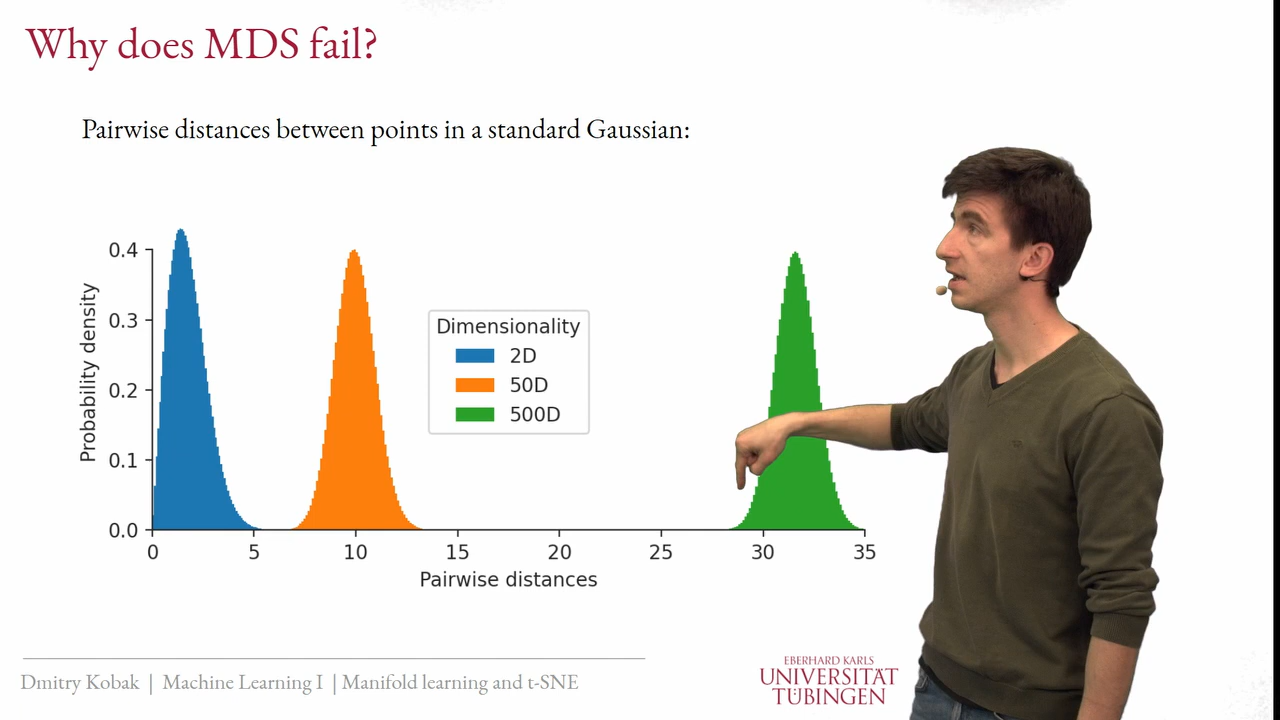 Why does MDS fail?
Pairwise distances between points in a standard Gaussian:
Probability density
0.4
0.3
0.2
0.1
0.0
Dimensionality
2D
50D
500D
0 5 10 15 20 25 30 35
Pairwise distances
Dmitry Kobak | Machine Learning I | Manifold learning and t-SNE
EBERHARD KARLS
UNIVERSITÄT
TÜBINGEN